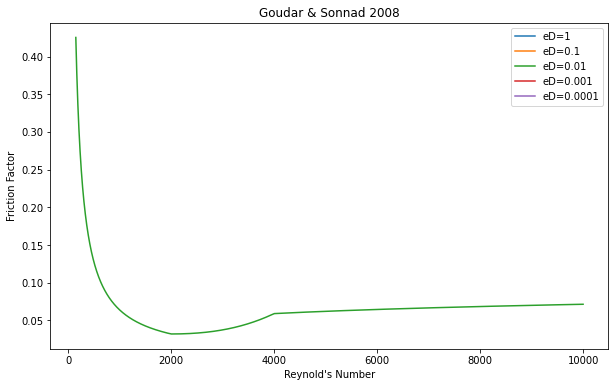 Goudar & Sonnad 2008
eD=1
eD=0.1
eD=0.01
eD=0.001
eD=0.0001
Friction Factor
0.40
0.35
0.30
0.25
0.20
0.15
0.10
0.05
0
2000
4000
6000
8000
10000
Reynold's Number